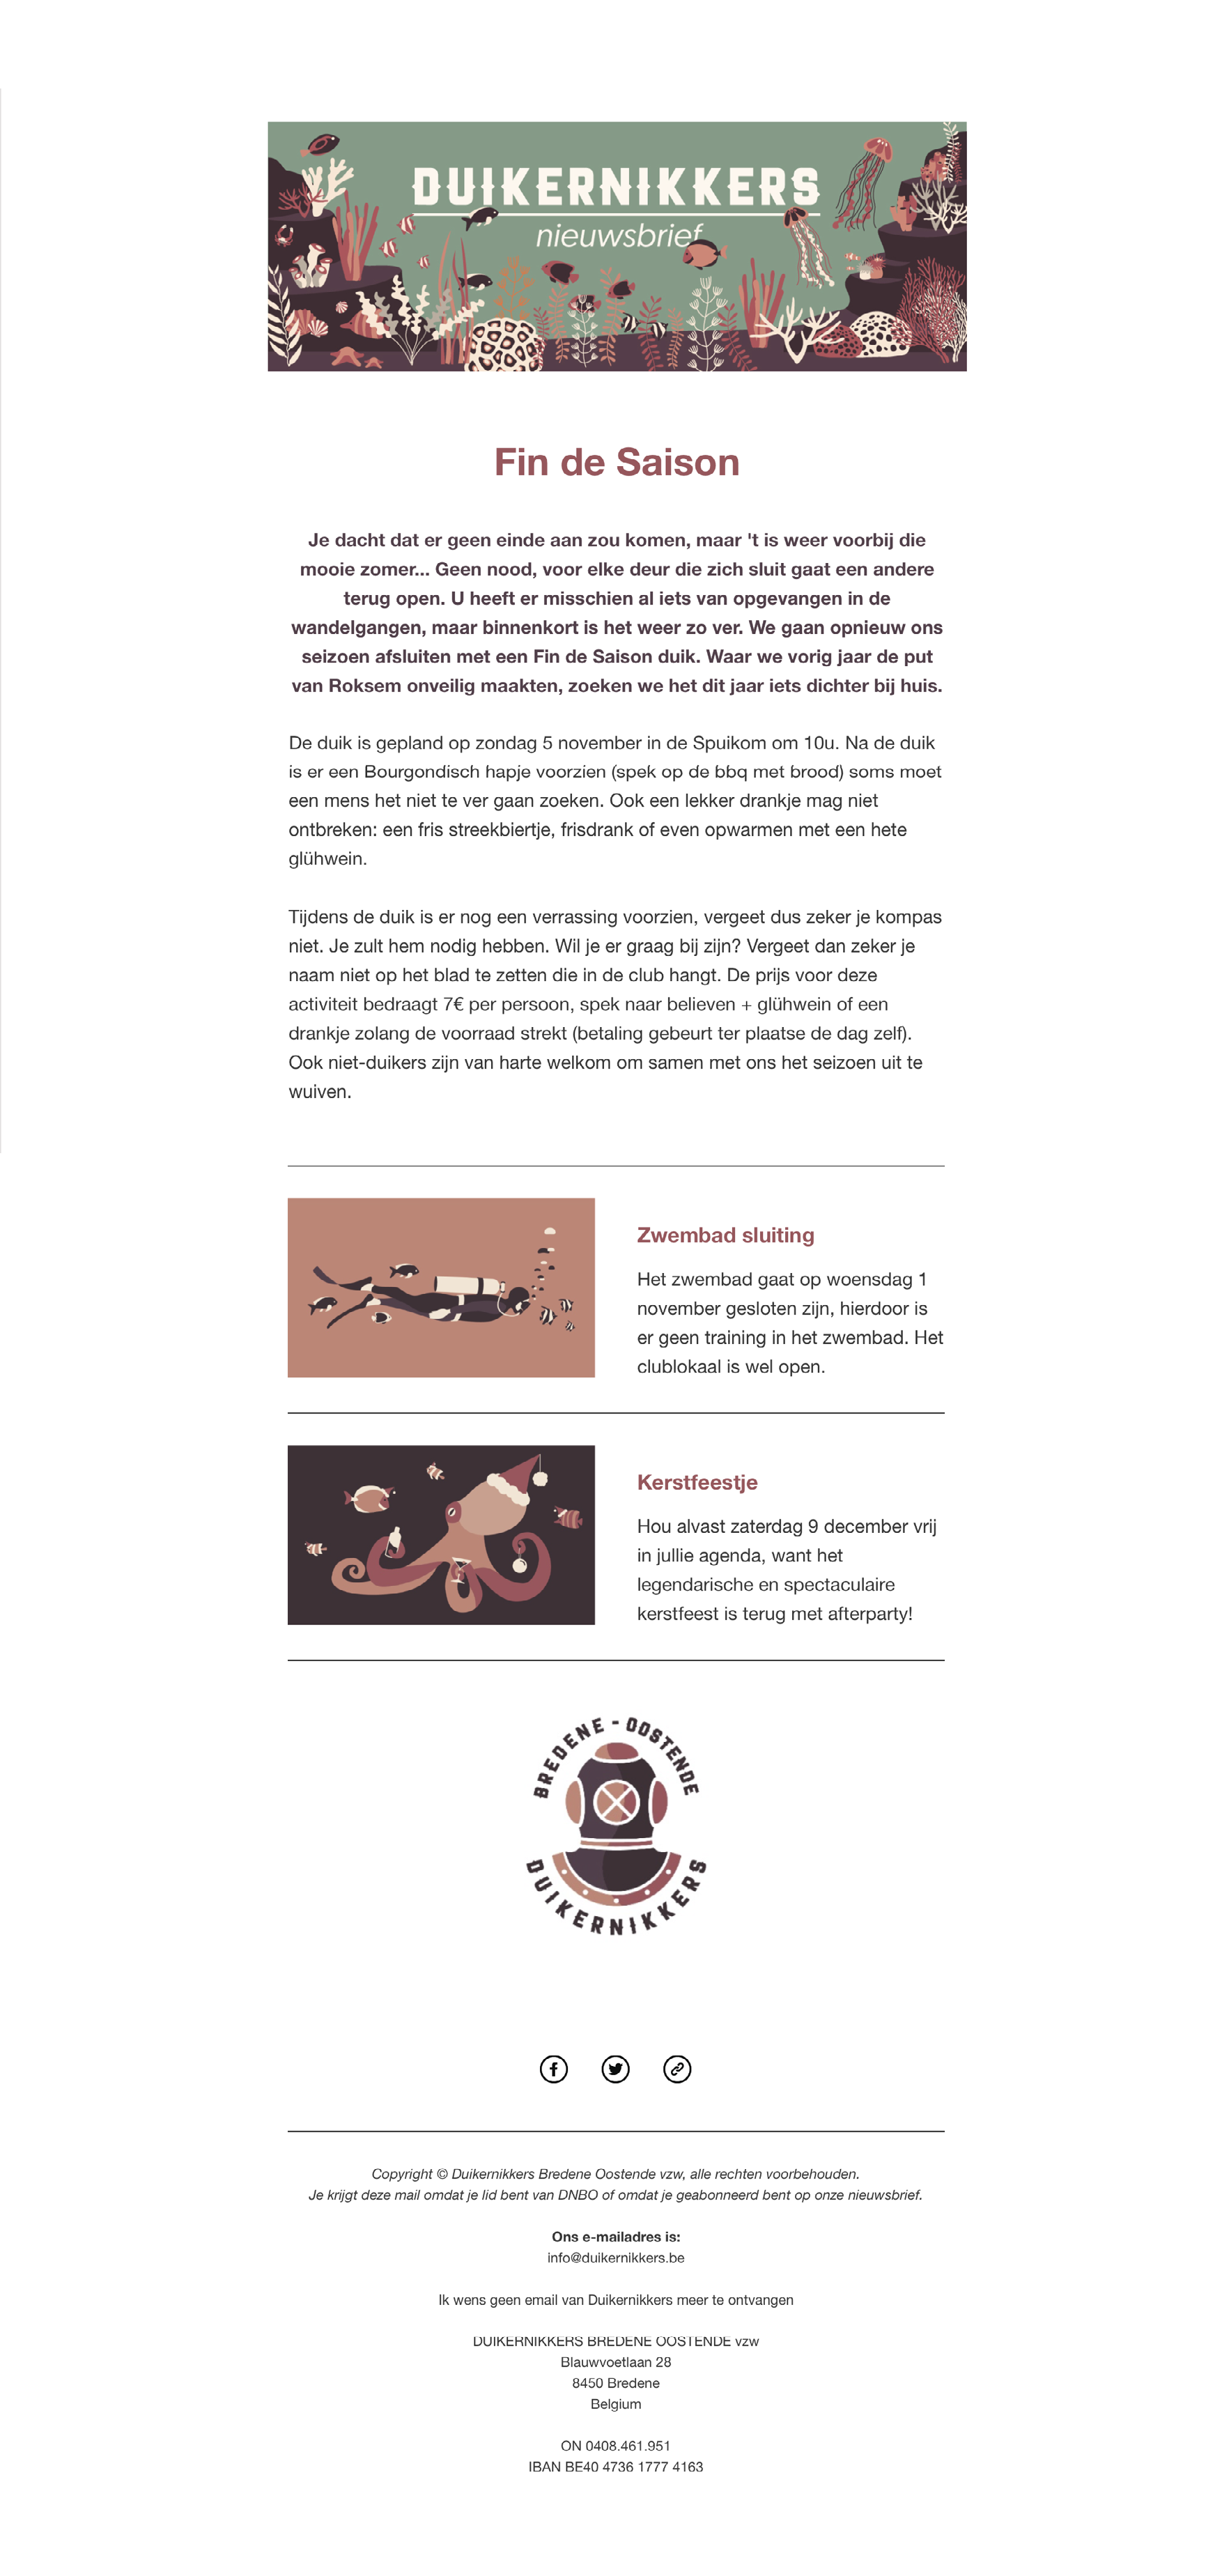 DUIKERNIKKERS
nieuwsbrief
Fin de Saison
Je dacht dat er geen einde aan zou komen, maar 't is weer voorbij die
mooie zomer... Geen nood, voor elke deur die zich sluit gaat een andere
terug open. U heeft er misschien al iets van opgevangen in de
wandelgangen, maar binnenkort is het weer zo ver. We gaan opnieuw ons
seizoen afsluiten met een Fin de Saison duik. Waar we vorig jaar de put
van Roksem onveilig maakten, zoeken we het dit jaar iets dichter bij huis.
De duik is gepland op zondag 5 november in de Spuikom om 10u. Na de duik
is er een Bourgondisch hapje voorzien (spek op de bbq met brood) soms moet
een mens het niet te ver gaan zoeken. Ook een lekker drankje mag niet
ontbreken: een fris streekbiertje, frisdrank of even opwarmen met een hete
glühwein.
Tijdens de duik is er nog een verrassing voorzien, vergeet dus zeker je kompas
niet. Je zult hem nodig hebben. Wil je er graag bij zijn? Vergeet dan zeker je
naam niet op het blad te zetten die in de club hangt. De prijs voor deze
activiteit bedraagt 7€ per persoon, spek naar believen + glühwein of een
drankje zolang de voorraad strekt (betaling gebeurt ter plaatse de dag zelf).
Ook niet-duikers zijn van harte welkom om samen met ons het seizoen uit te
wuiven.
Zwembad sluiting
Het zwembad gaat op woensdag 1
november gesloten zijn, hierdoor is
er geen training in het zwembad. Het
clublokaal is wel open.
Kerstfeestje
Hou alvast zaterdag 9 december vrij
in jullie agenda, want het
legendarische en spectaculaire
kerstfeest is terug met afterparty!
BREDENE - OOSTENDE
DUIKERNIKKERS
Copyright © Duikernikkers Bredene Oostende vzw, alle rechten voorbehouden.
Je krijgt deze mail omdat je lid bent van DNBO of omdat je geabonneerd bent op onze nieuwsbrief.
Ons e-mailadres is:
info@duikernikkers.be
Ik wens geen email van Duikernikkers meer te ontvangen
DUIKERNIKKERS BREDENE OOSTENDE vzw
Blauwvoetlaan 28
8450 Bredene
Belgium
ON 0408.461.951
IBAN BE40 4736 1777 4163